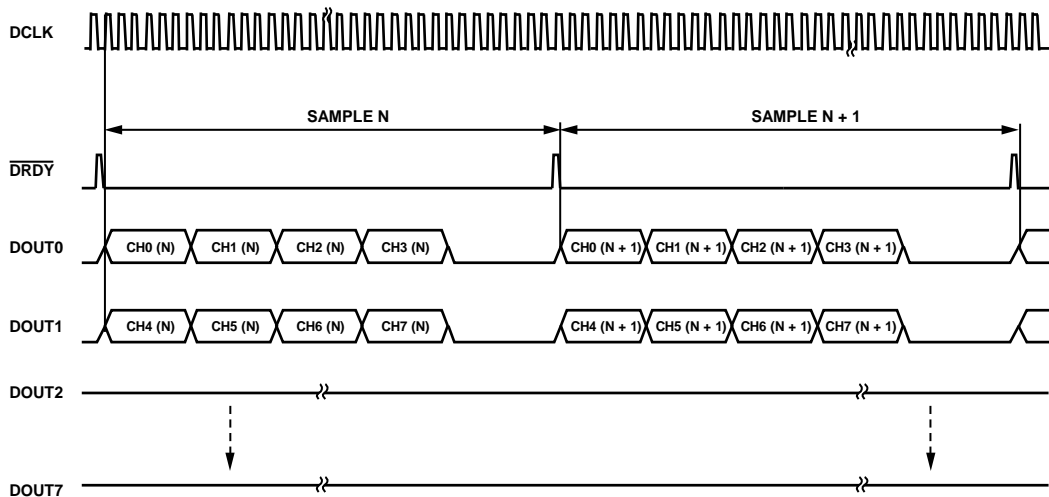 DCLK
SAMPLE N SAMPLE N + 1
DRDY
DOUT0 CH0 (N) CH1 (N) CH2 (N) CH3 (N) CH0 (N + 1) CH1 (N + 1) CH2 (N + 1) CH3 (N + 1)
DOUT1 CH4 (N) CH5 (N) CH6 (N) CH7 (N) CH4 (N + 1) CH5 (N + 1) CH6 (N + 1) CH7 (N + 1)
DOUT2
DOUT7